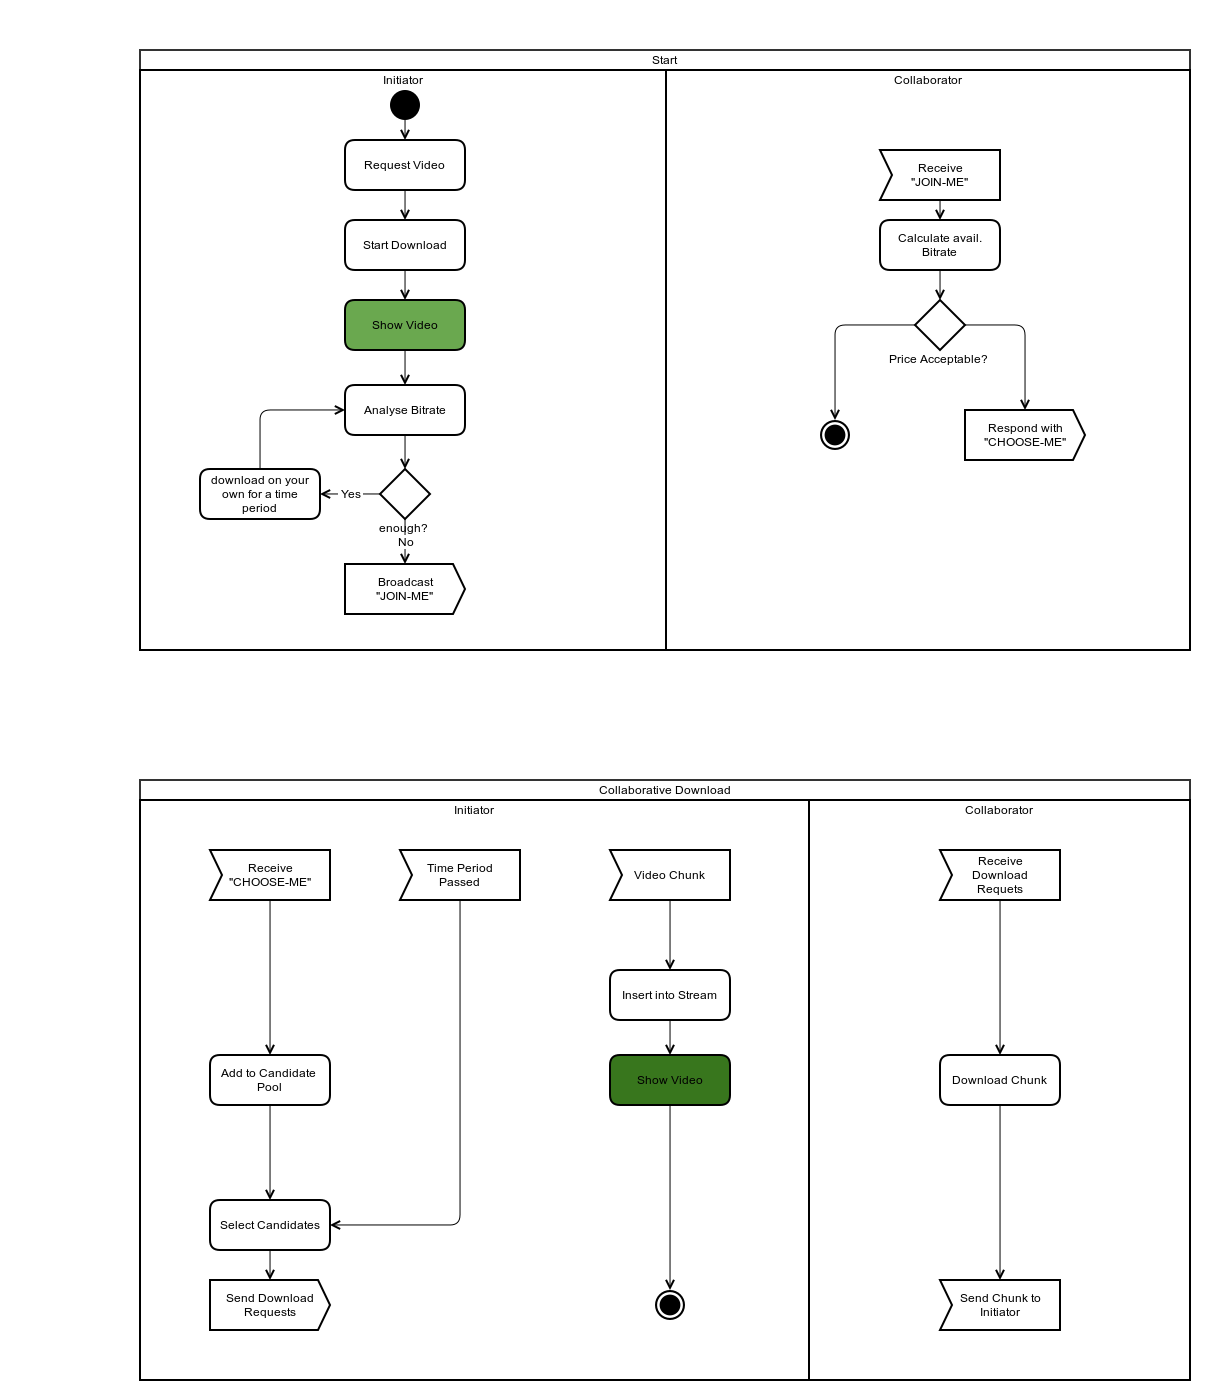 Start
Initiator
Request Video
Start Download
Show Video
Analyse Bitrate
download on your
own for a time
period
Yes
enough?
No
Broadcast
"JOIN-ME"
Collaborator
Receive
"JOIN-ME"
Calculate avail.
Bitrate
Price Acceptable?
Respond with
"CHOOSE-ME"
Collaborative Download
Initiator
Receive
"CHOOSE-ME"
Time Period
Passed
Video Chunk
Insert into Stream
Add to Candidate
Pool
Show Video
Select Candidates
Send Download
Requests
Collaborator
Receive
Download
Requets
Download Chunk
Send Chunk to
Initiator